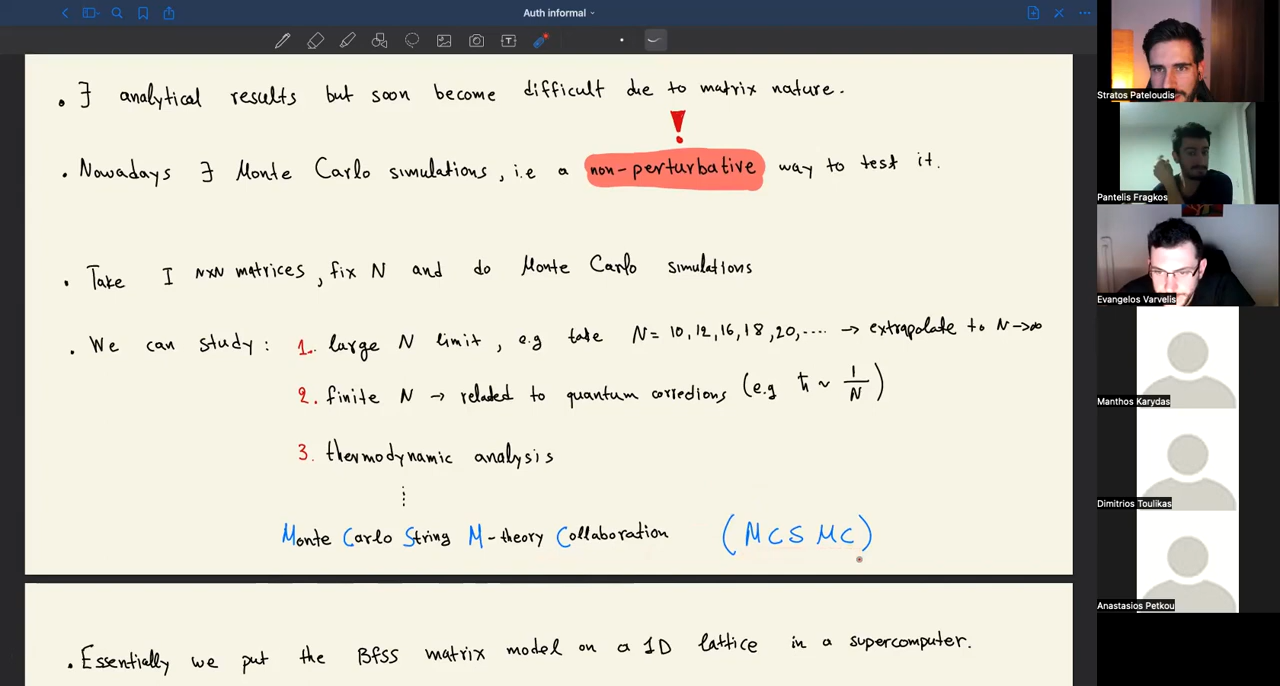 Auth informal
Stratos Pateloudis
• ∃ analytical results but soon become difficult due to matrix nature.
!
Pantelis Fragkos
• Nowadays ∃ Monte Carlo simulations, i.e a non-perturbative way to test it.
• Take I N×N matrices, fix N and do Monte Carlo simulations
Evangelos Varvelis
• We can study: 1. large N limit, e.g take N = 10, 12, 16, 18, 20, .... → extrapolate to N→∞
2. finite N → related to quantum corrections (e.g ħ ~ 1/N)
Manthos Karydas
3. thermodynamic analysis
⋮
Dimitrios Toulikas
Monte Carlo String M-theory Collaboration (MCSMC)
Anastasios Petkou
• Essentially we put the BFSS matrix model on a 1D lattice in a supercomputer.